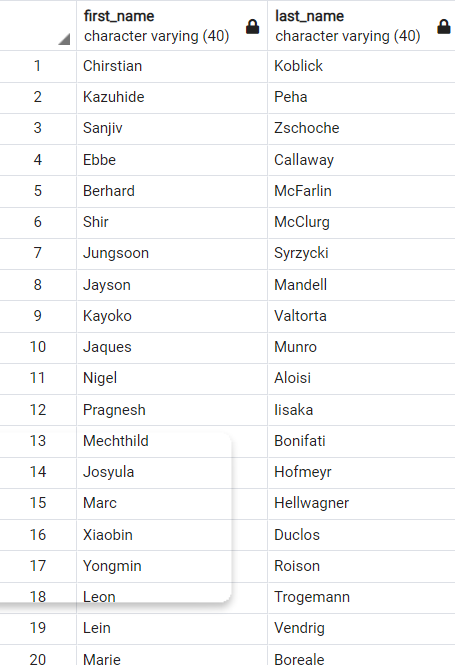 first_name last_name
character varying (40) character varying (40)
1 Chirstian Koblick
2 Kazuhide Peha
3 Sanjiv Zschoche
4 Ebbe Callaway
5 Berhard McFarlin
6 Shir McClurg
7 Jungsoon Syrzycki
8 Jayson Mandell
9 Kayoko Valtorta
10 Jaques Munro
11 Nigel Aloisi
12 Pragnesh Iisaka
13 Mechthild Bonifati
14 Josyula Hofmeyr
15 Marc Hellwagner
16 Xiaobin Duclos
17 Yongmin Roison
18 Leon Trogemann
19 Lein Vendrig
20 Marie Boreale